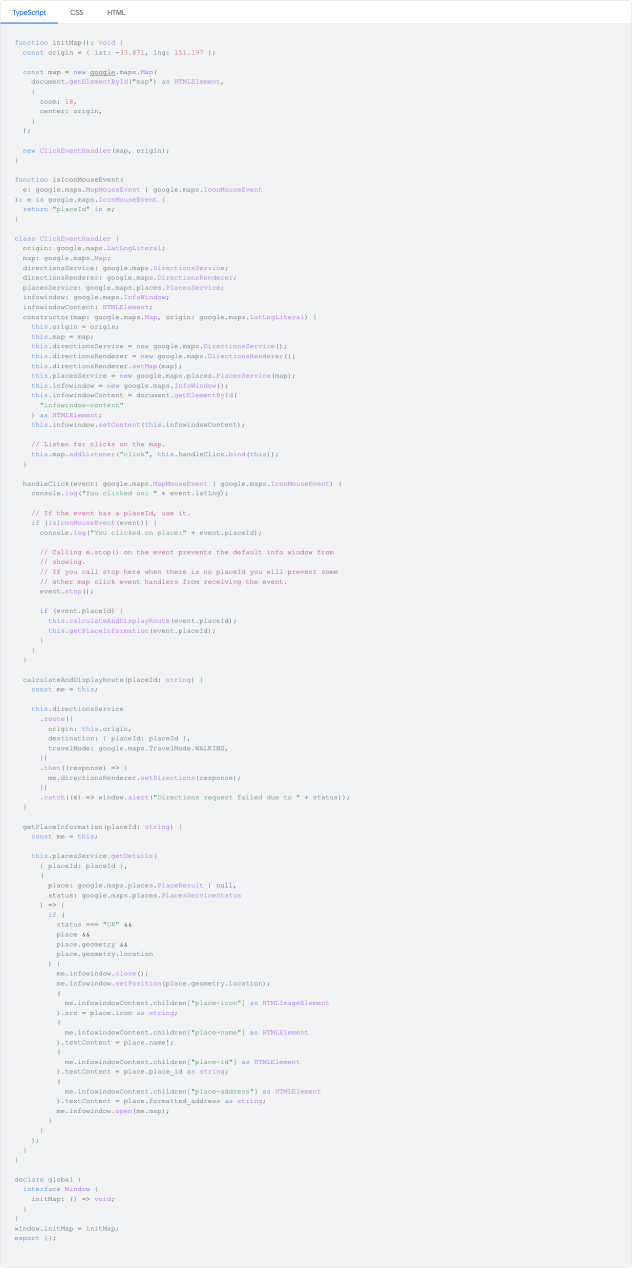 TypeScript CSS HTML
function initMap(): void {
  const origin = { lat: -33.871, lng: 151.197 };

  const map = new google.maps.Map(
    document.getElementById("map") as HTMLElement,
    {
      zoom: 18,
      center: origin,
    }
  );

  new ClickEventHandler(map, origin);
}

function isIconMouseEvent(
  e: google.maps.MapMouseEvent | google.maps.IconMouseEvent
): e is google.maps.IconMouseEvent {
  return "placeId" in e;
}

class ClickEventHandler {
  origin: google.maps.LatLngLiteral;
  map: google.maps.Map;
  directionsService: google.maps.DirectionsService;
  directionsRenderer: google.maps.DirectionsRenderer;
  placesService: google.maps.places.PlacesService;
  infowindow: google.maps.InfoWindow;
  infowindowContent: HTMLElement;
  constructor(map: google.maps.Map, origin: google.maps.LatLngLiteral) {
    this.origin = origin;
    this.map = map;
    this.directionsService = new google.maps.DirectionsService();
    this.directionsRenderer = new google.maps.DirectionsRenderer();
    this.directionsRenderer.setMap(map);
    this.placesService = new google.maps.places.PlacesService(map);
    this.infowindow = new google.maps.InfoWindow();
    this.infowindowContent = document.getElementById(
      "infowindow-content"
    ) as HTMLElement;
    this.infowindow.setContent(this.infowindowContent);

    // Listen for clicks on the map.
    this.map.addListener("click", this.handleClick.bind(this));
  }

  handleClick(event: google.maps.MapMouseEvent | google.maps.IconMouseEvent) {
    console.log("You clicked on: " + event.latLng);

    // If the event has a placeId, use it.
    if (isIconMouseEvent(event)) {
      console.log("You clicked on place:" + event.placeId);

      // Calling e.stop() on the event prevents the default info window from
      // showing.
      // If you call stop here when there is no placeId you will prevent some
      // other map click event handlers from receiving the event.
      event.stop();

      if (event.placeId) {
        this.calculateAndDisplayRoute(event.placeId);
        this.getPlaceInformation(event.placeId);
      }
    }
  }

  calculateAndDisplayRoute(placeId: string) {
    const me = this;

    this.directionsService
      .route({
        origin: this.origin,
        destination: { placeId: placeId },
        travelMode: google.maps.TravelMode.WALKING,
      })
      .then((response) => {
        me.directionsRenderer.setDirections(response);
      })
      .catch((e) => window.alert("Directions request failed due to " + status));
  }

  getPlaceInformation(placeId: string) {
    const me = this;

    this.placesService.getDetails(
      { placeId: placeId },
      (
        place: google.maps.places.PlaceResult | null,
        status: google.maps.places.PlacesServiceStatus
      ) => {
        if (
          status === "OK" &&
          place &&
          place.geometry &&
          place.geometry.location
        ) {
          me.infowindow.close();
          me.infowindow.setPosition(place.geometry.location);
          (
            me.infowindowContent.children["place-icon"] as HTMLImageElement
          ).src = place.icon as string;
          (
            me.infowindowContent.children["place-name"] as HTMLElement
          ).textContent = place.name!;
          (
            me.infowindowContent.children["place-id"] as HTMLElement
          ).textContent = place.place_id as string;
          (
            me.infowindowContent.children["place-address"] as HTMLElement
          ).textContent = place.formatted_address as string;
          me.infowindow.open(me.map);
        }
      }
    );
  }
}

declare global {
  interface Window {
    initMap: () => void;
  }
}
window.initMap = initMap;
export {};